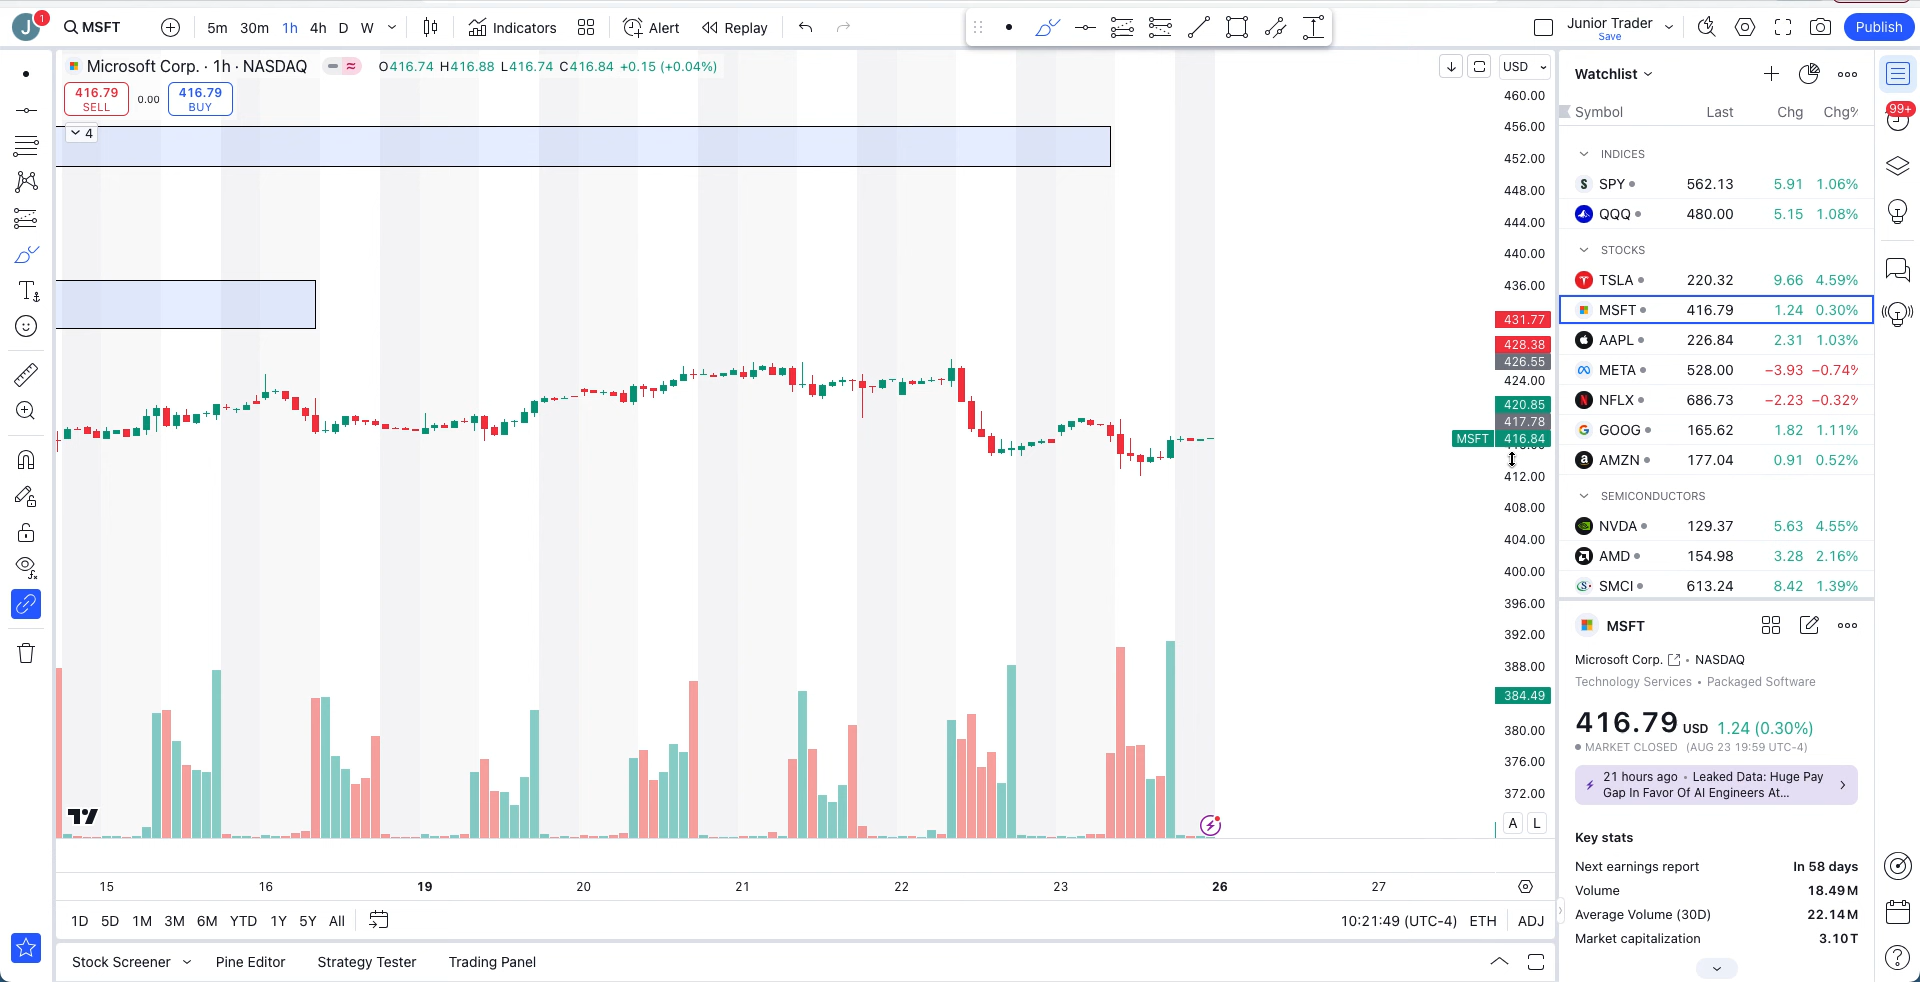 J 1 MSFT 5m 30m 1h 4h D W Indicators Alert Replay Junior Trader Save Publish
Microsoft Corp. · 1h · NASDAQ O416.74 H416.88 L416.74 C416.84 +0.15 (+0.04%)
USD
416.79 SELL 0.00 416.79 BUY
4
460.00
456.00
452.00
448.00
444.00
440.00
436.00
431.77
428.38
426.55
424.00
420.85
417.78
MSFT 416.84
412.00
408.00
404.00
400.00
396.00
392.00
388.00
384.49
380.00
376.00
372.00
A L
15 16 19 20 21 22 23 26 27
1D 5D 1M 3M 6M YTD 1Y 5Y All 10:21:49 (UTC-4) ETH ADJ
Stock Screener Pine Editor Strategy Tester Trading Panel
Watchlist
99+
Symbol Last Chg Chg%
INDICES
SPY 562.13 5.91 1.06%
QQQ 480.00 5.15 1.08%
STOCKS
TSLA 220.32 9.66 4.59%
MSFT 416.79 1.24 0.30%
AAPL 226.84 2.31 1.03%
META 528.00 −3.93 −0.74%
NFLX 686.73 −2.23 −0.32%
GOOG 165.62 1.82 1.11%
AMZN 177.04 0.91 0.52%
SEMICONDUCTORS
NVDA 129.37 5.63 4.55%
AMD 154.98 3.28 2.16%
SMCI 613.24 8.42 1.39%
MSFT
Microsoft Corp. • NASDAQ
Technology Services • Packaged Software
416.79 USD 1.24 (0.30%)
MARKET CLOSED (AUG 23 19:59 UTC-4)
21 hours ago • Leaked Data: Huge Pay
Gap In Favor Of AI Engineers At...
Key stats
Next earnings report In 58 days
Volume 18.49M
Average Volume (30D) 22.14M
Market capitalization 3.10T